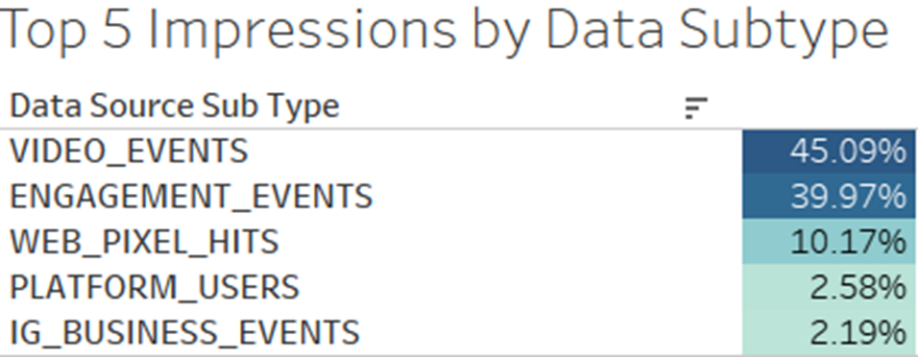 Top 5 Impressions by Data Subtype
Data Source Sub Type
VIDEO_EVENTS 45.09%
ENGAGEMENT_EVENTS 39.97%
WEB_PIXEL_HITS 10.17%
PLATFORM_USERS 2.58%
IG_BUSINESS_EVENTS 2.19%